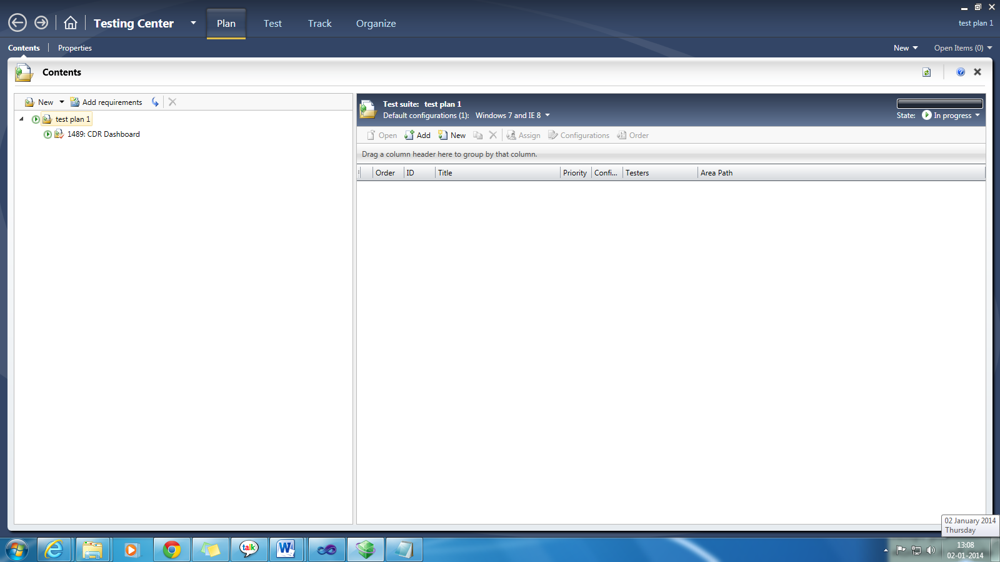 Testing Center
Plan
Test
Track
Organize
test plan 1
Contents
Properties
New
Open Items (0)
Contents
New
Add requirements
test plan 1
1489: CDR Dashboard
Test suite: test plan 1
Default configurations (1): Windows 7 and IE 8
State: In progress
Open
Add
New
Assign
Configurations
Order
Drag a column header here to group by that column.
Order
ID
Title
Priority
Confi...
Testers
Area Path
02 January 2014
Thursday
talk
W
13:08
02-01-2014